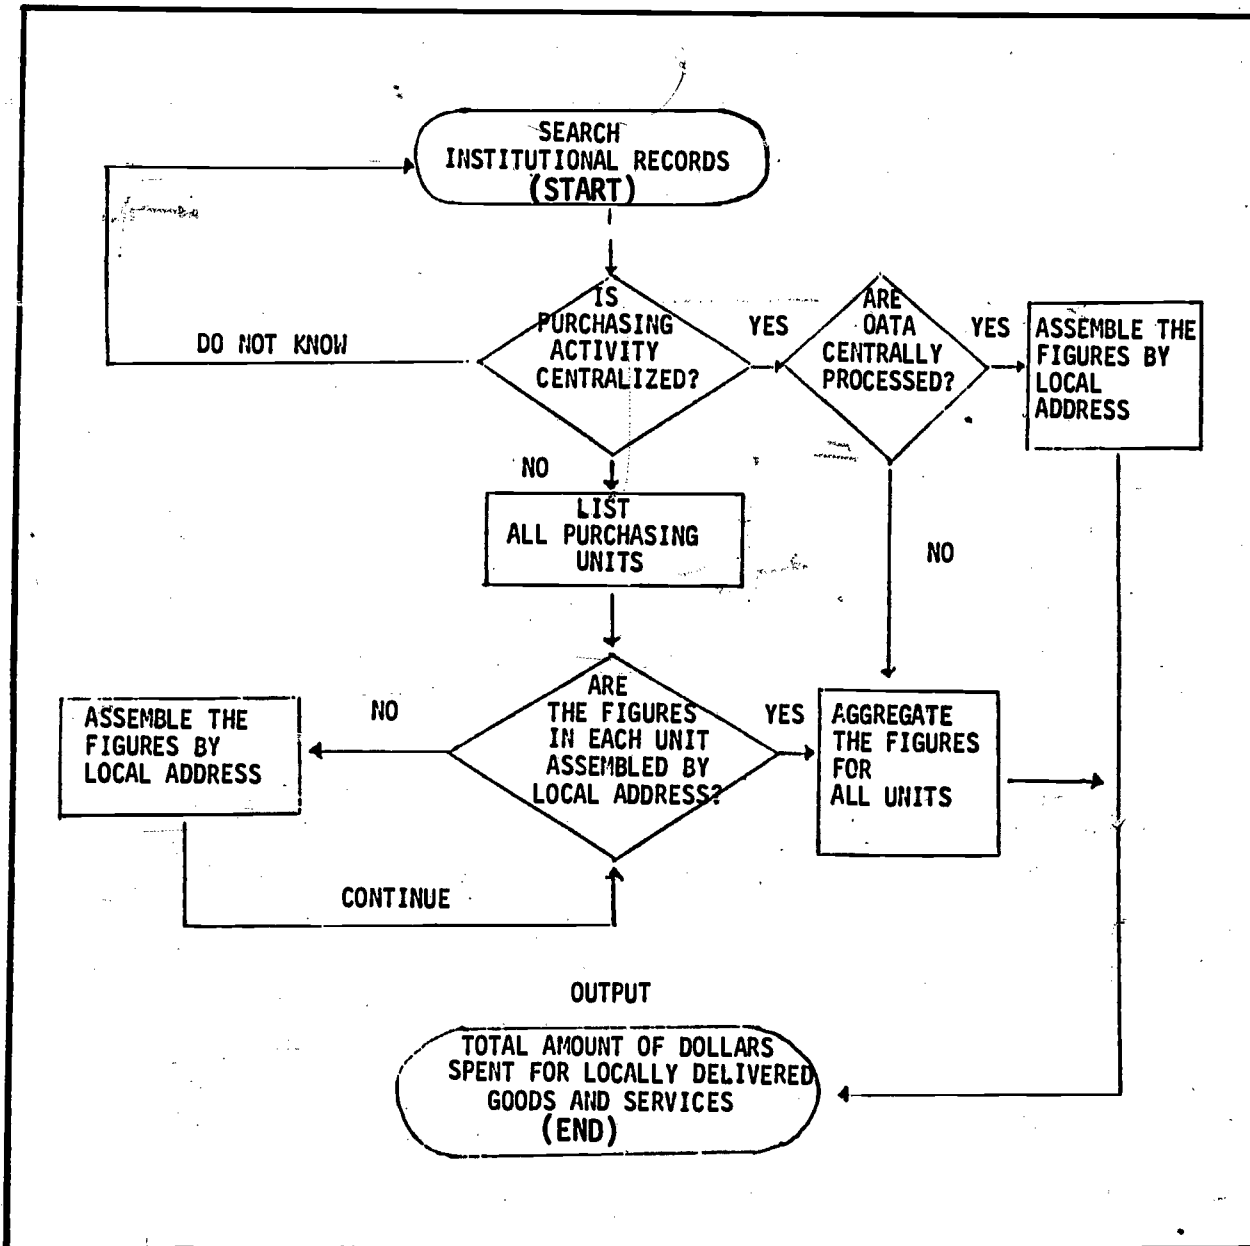 SEARCH
INSTITUTIONAL RECORDS
(START)
DO NOT KNOW
IS
PURCHASING
ACTIVITY
CENTRALIZED?
YES
ARE
OATA
CENTRALLY
PROCESSED?
YES
ASSEMBLE THE
FIGURES BY
LOCAL
ADDRESS
NO
LIST
ALL PURCHASING
UNITS
NO
ARE
THE FIGURES
IN EACH UNIT
ASSEMBLED BY
LOCAL ADDRESS?
NO
ASSEMBLE THE
FIGURES BY
LOCAL ADDRESS
YES
AGGREGATE
THE FIGURES
FOR
ALL UNITS
CONTINUE
OUTPUT
TOTAL AMOUNT OF DOLLARS
SPENT FOR LOCALLY DELIVERED
GOODS AND SERVICES
(END)